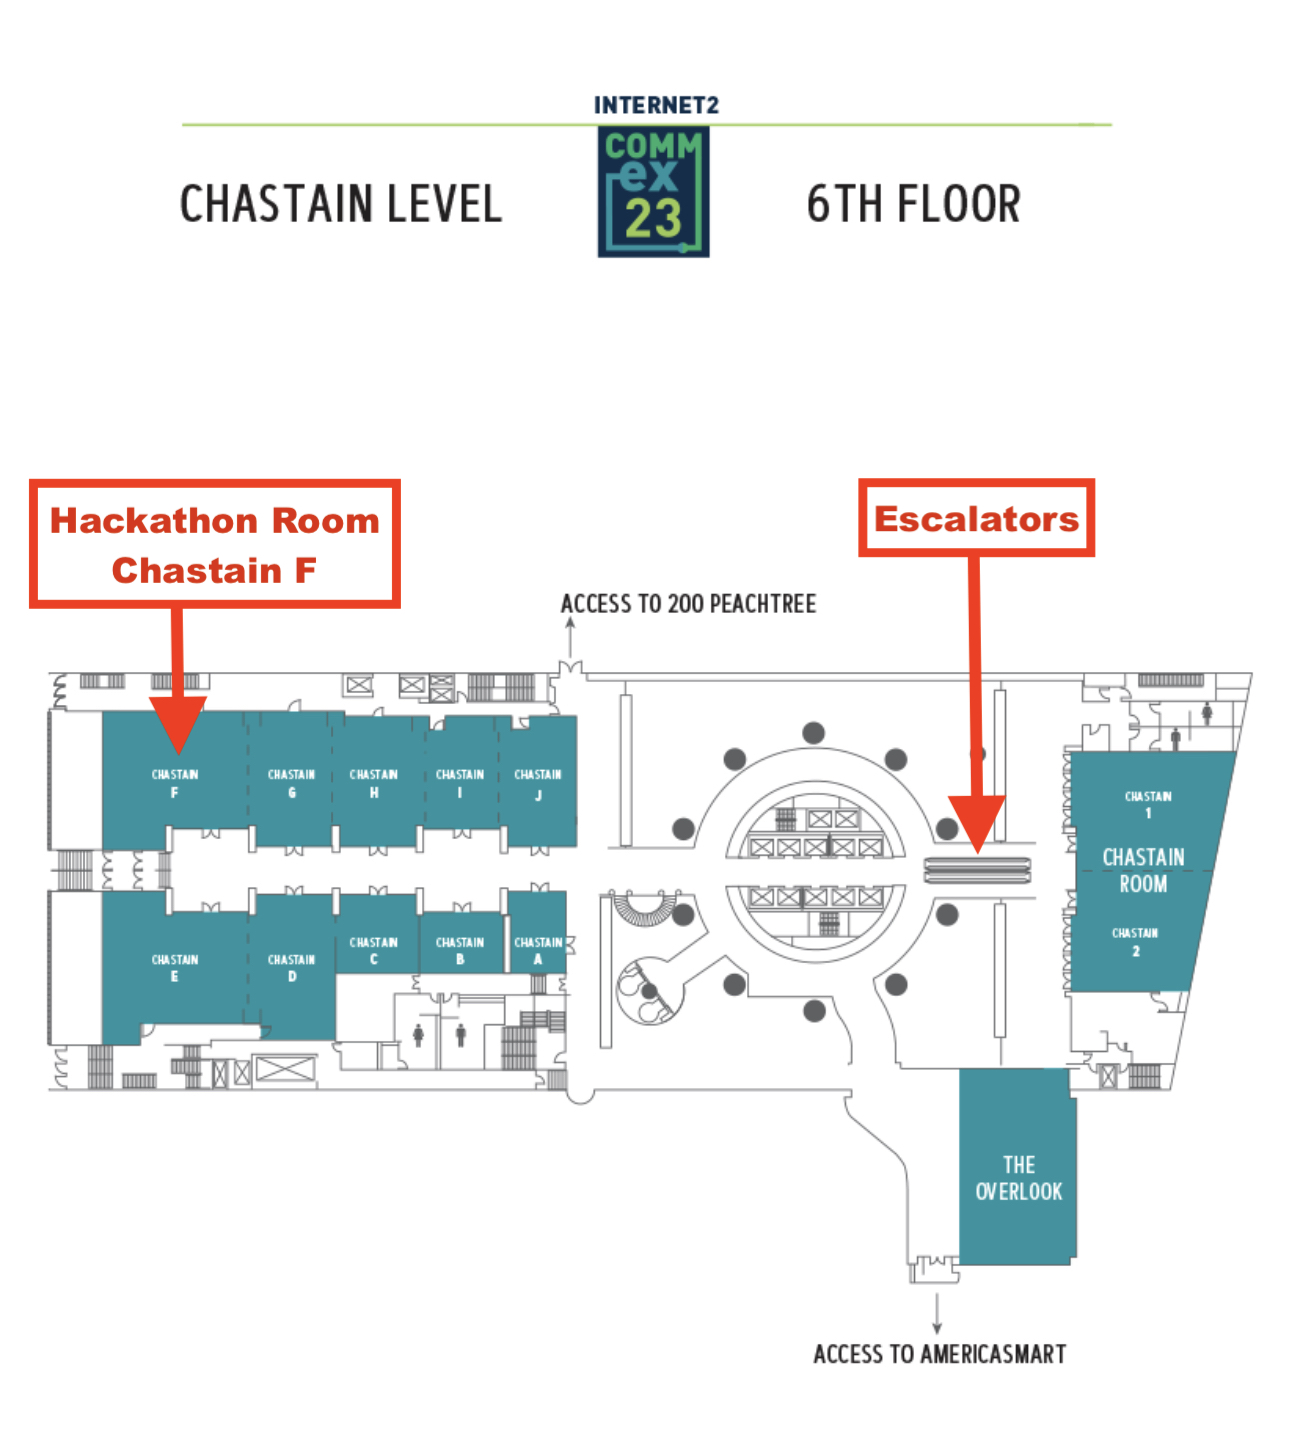 INTERNET2
COMM
ex
23
CHASTAIN LEVEL
6TH FLOOR
Hackathon Room
Chastain F
Escalators
ACCESS TO 200 PEACHTREE
CHASTAIN
F
CHASTAIN
G
CHASTAIN
H
CHASTAIN
I
CHASTAIN
J
CHASTAIN
1
CHASTAIN
ROOM
CHASTAIN
2
CHASTAIN
E
CHASTAIN
D
CHASTAIN
C
CHASTAIN
B
CHASTAIN
A
THE
OVERLOOK
ACCESS TO AMERICASMART